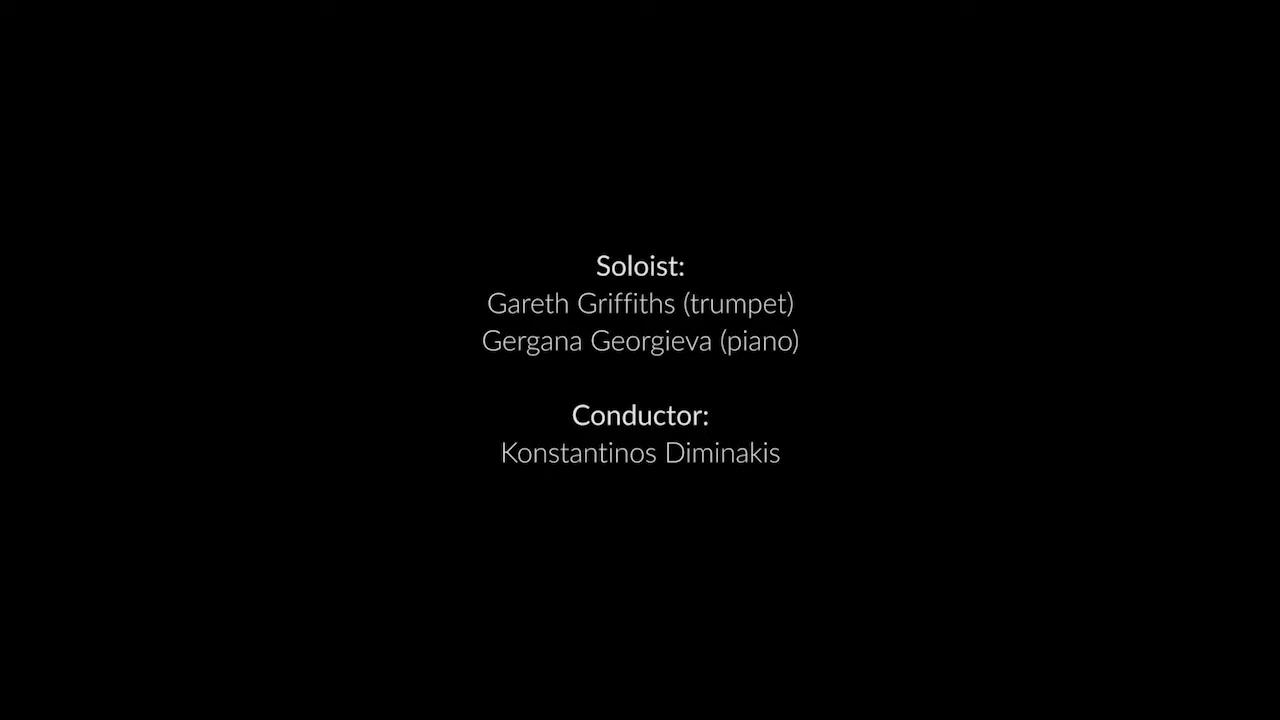 Soloist:
Gareth Griffiths (trumpet)
Gergana Georgieva (piano)
Conductor:
Konstantinos Diminakis